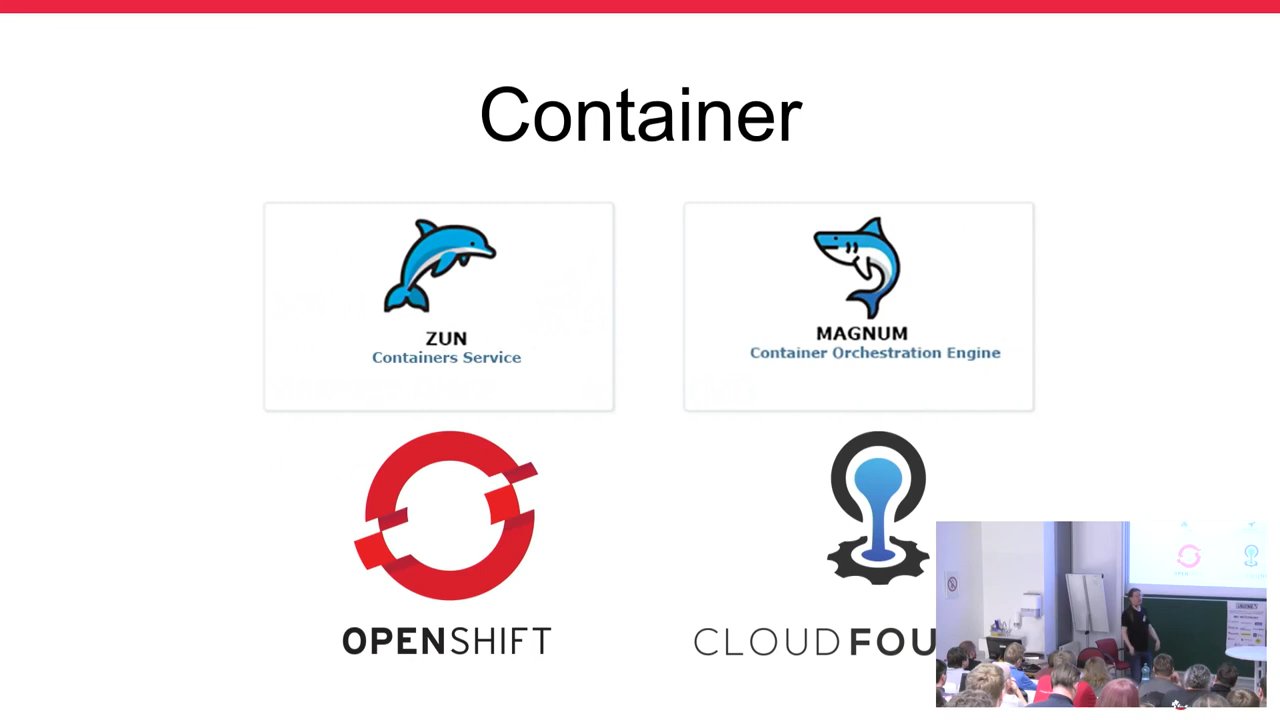 Container
ZUN
Containers Service
MAGNUM
Container Orchestration Engine
OPENSHIFT
CLOUD FOU